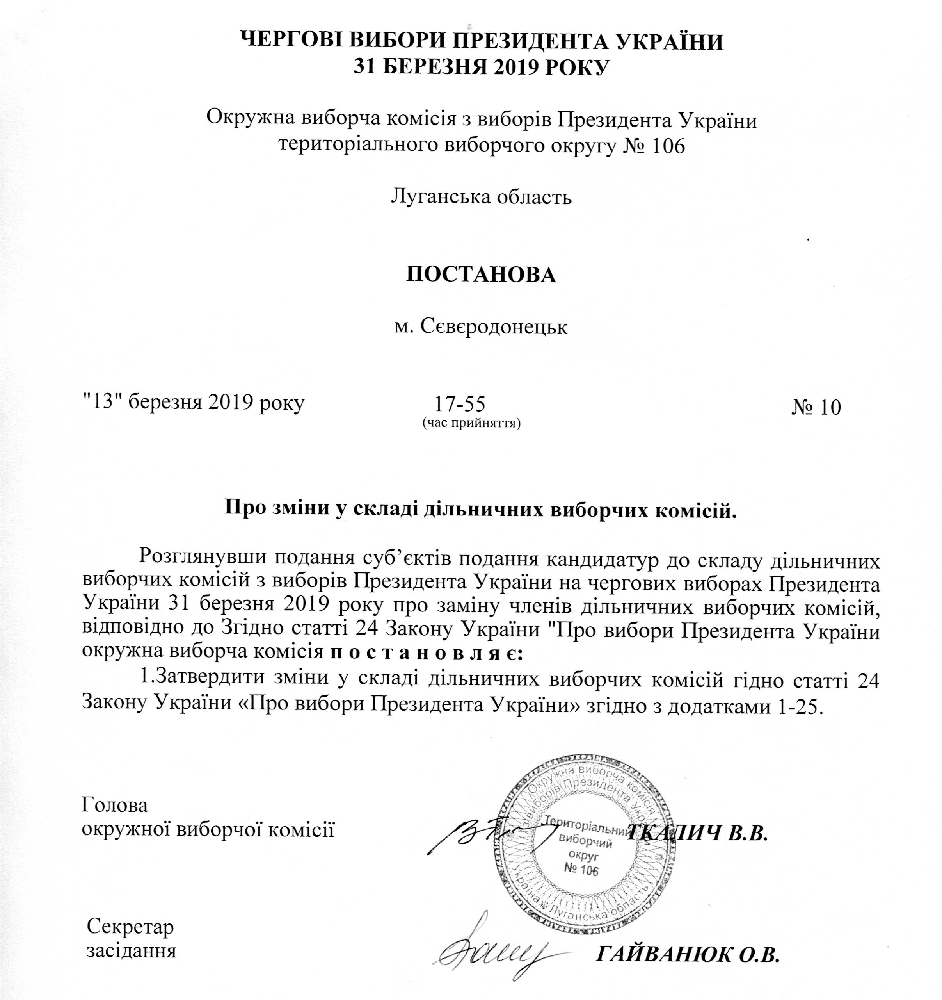 ЧЕРГОВІ ВИБОРИ ПРЕЗИДЕНТА УКРАЇНИ
31 БЕРЕЗНЯ 2019 РОКУ
Окружна виборча комісія з виборів Президента України
територіального виборчого округу № 106
Луганська область
ПОСТАНОВА
м. Сєвєродонецьк
"13" березня 2019 року 17-55 № 10
(час прийняття)
Про зміни у складі дільничних виборчих комісій.
Розглянувши подання суб’єктів подання кандидатур до складу дільничних
виборчих комісій з виборів Президента України на чергових виборах Президента
України 31 березня 2019 року про заміну членів дільничних виборчих комісій,
відповідно до Згідно статті 24 Закону України "Про вибори Президента України
окружна виборча комісія п о с т а н о в л я є:
1.Затвердити зміни у складі дільничних виборчих комісій гідно статті 24
Закону України «Про вибори Президента України» згідно з додатками 1-25.
Голова
окружної виборчої комісії ТКАЛИЧ В.В.
Окружна виборча комісія
з виборів Президента України
Територіальний
виборчий
округ
№ 106
Україна Луганська область
Секретар
засідання ГАЙВАНЮК О.В.